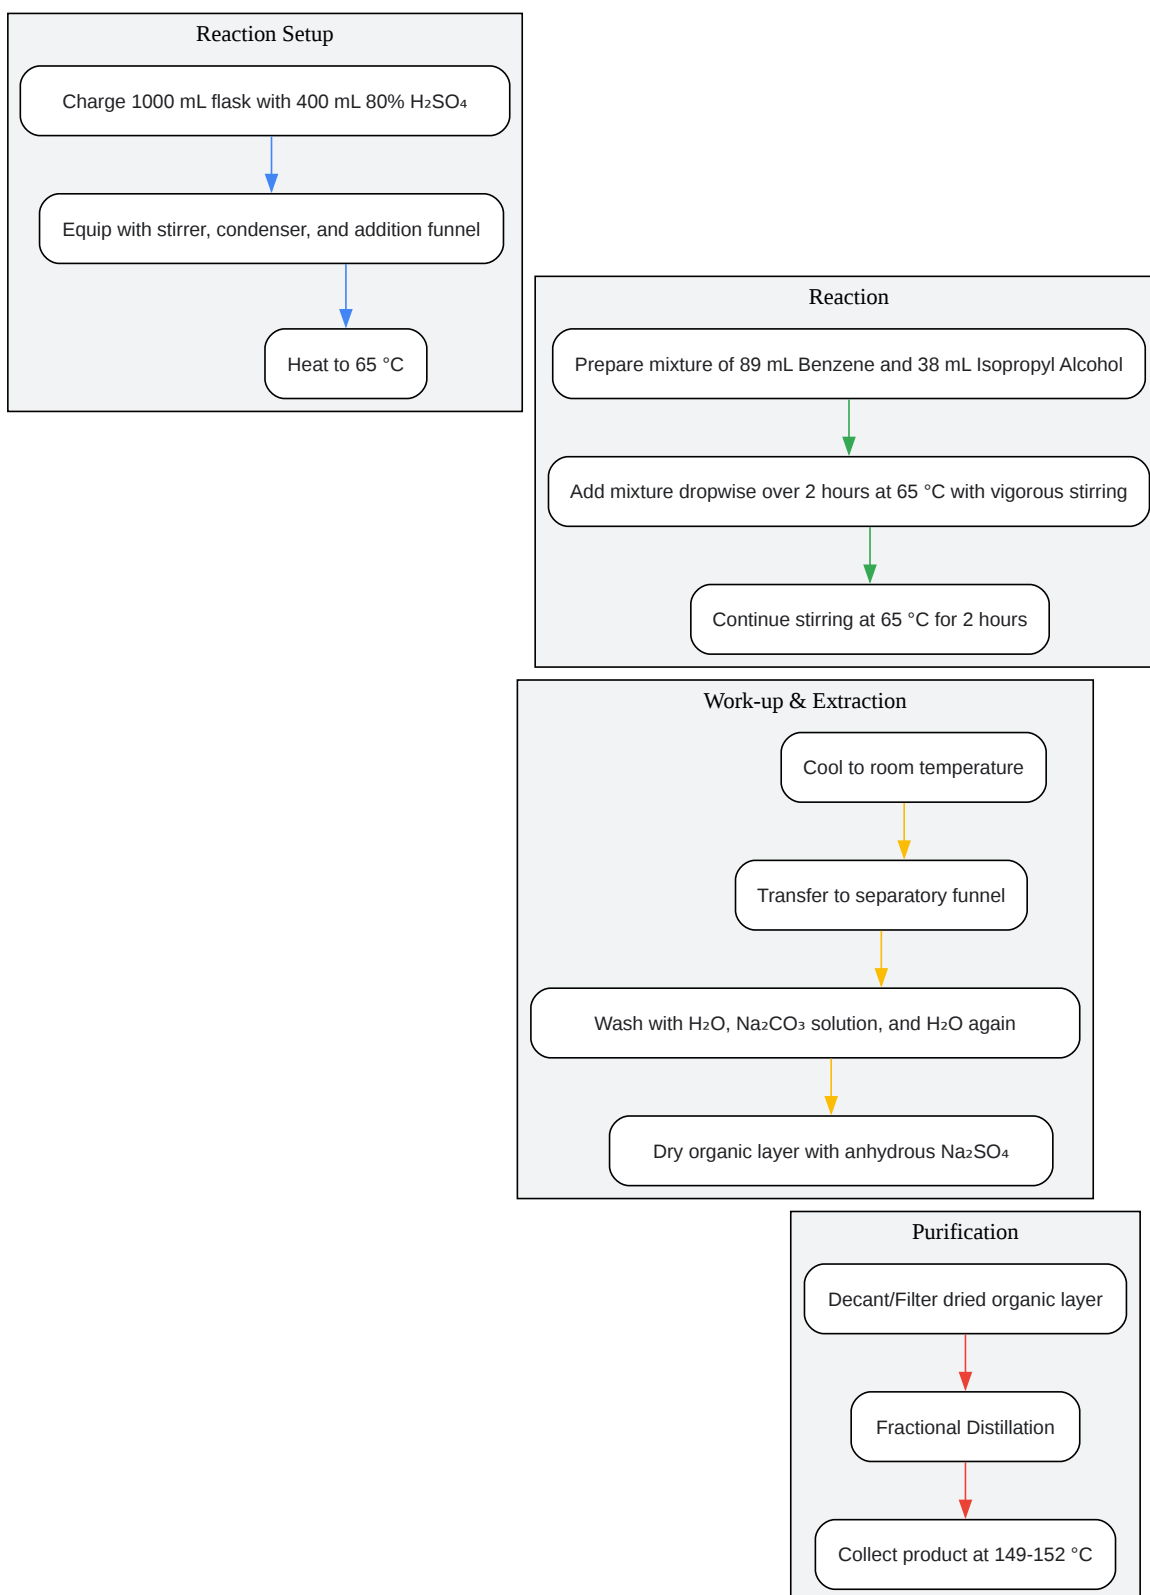 Reaction Setup
Charge 1000 mL flask with 400 mL 80% H₂SO₄
Equip with stirrer, condenser, and addition funnel
Heat to 65 °C
Reaction
Prepare mixture of 89 mL Benzene and 38 mL Isopropyl Alcohol
Add mixture dropwise over 2 hours at 65 °C with vigorous stirring
Continue stirring at 65 °C for 2 hours
Work-up & Extraction
Cool to room temperature
Transfer to separatory funnel
Wash with H₂O, Na₂CO₃ solution, and H₂O again
Dry organic layer with anhydrous Na₂SO₄
Purification
Decant/Filter dried organic layer
Fractional Distillation
Collect product at 149-152 °C